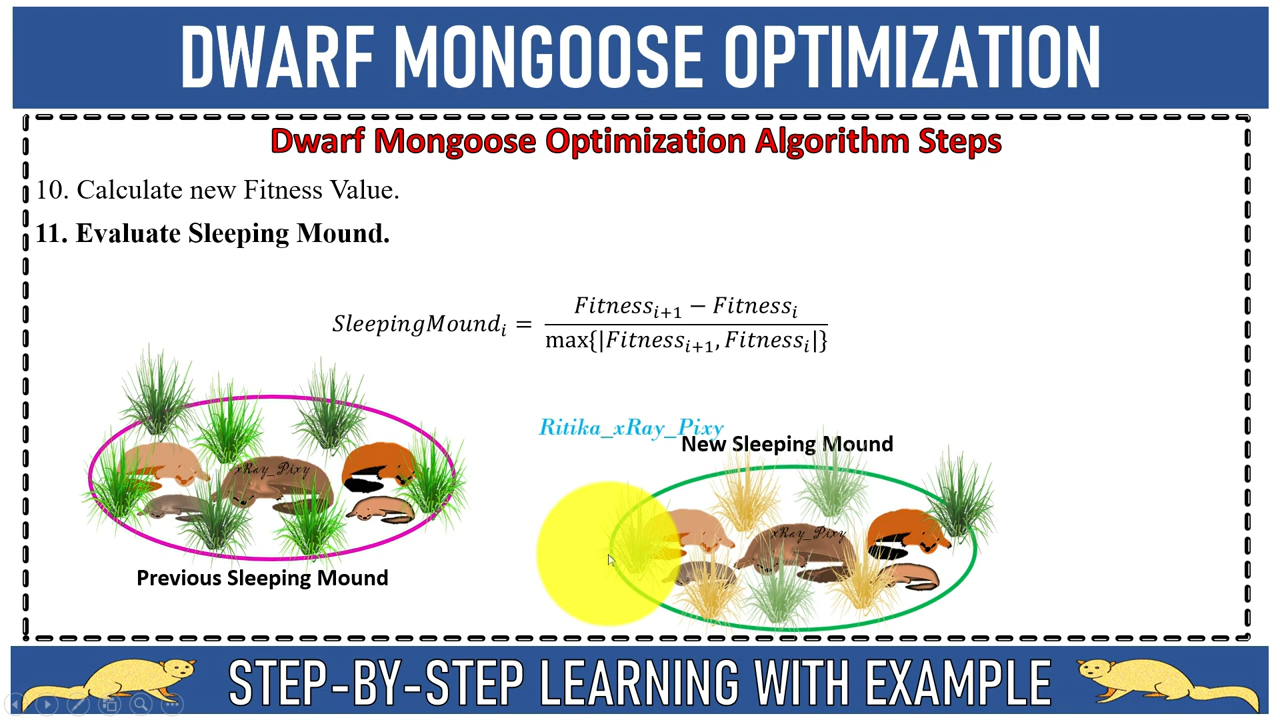 DWARF MONGOOSE OPTIMIZATION
Dwarf Mongoose Optimization Algorithm Steps
10. Calculate new Fitness Value.
11. Evaluate Sleeping Mound.
SleepingMound_i = \frac{Fitness_{i+1} − Fitness_i}{max{|Fitness_{i+1}, Fitness_i|}}
Ritika_xRay_Pixy
New Sleeping Mound
xRay_Pixy
xRay_Pixy
Previous Sleeping Mound
STEP-BY-STEP LEARNING WITH EXAMPLE